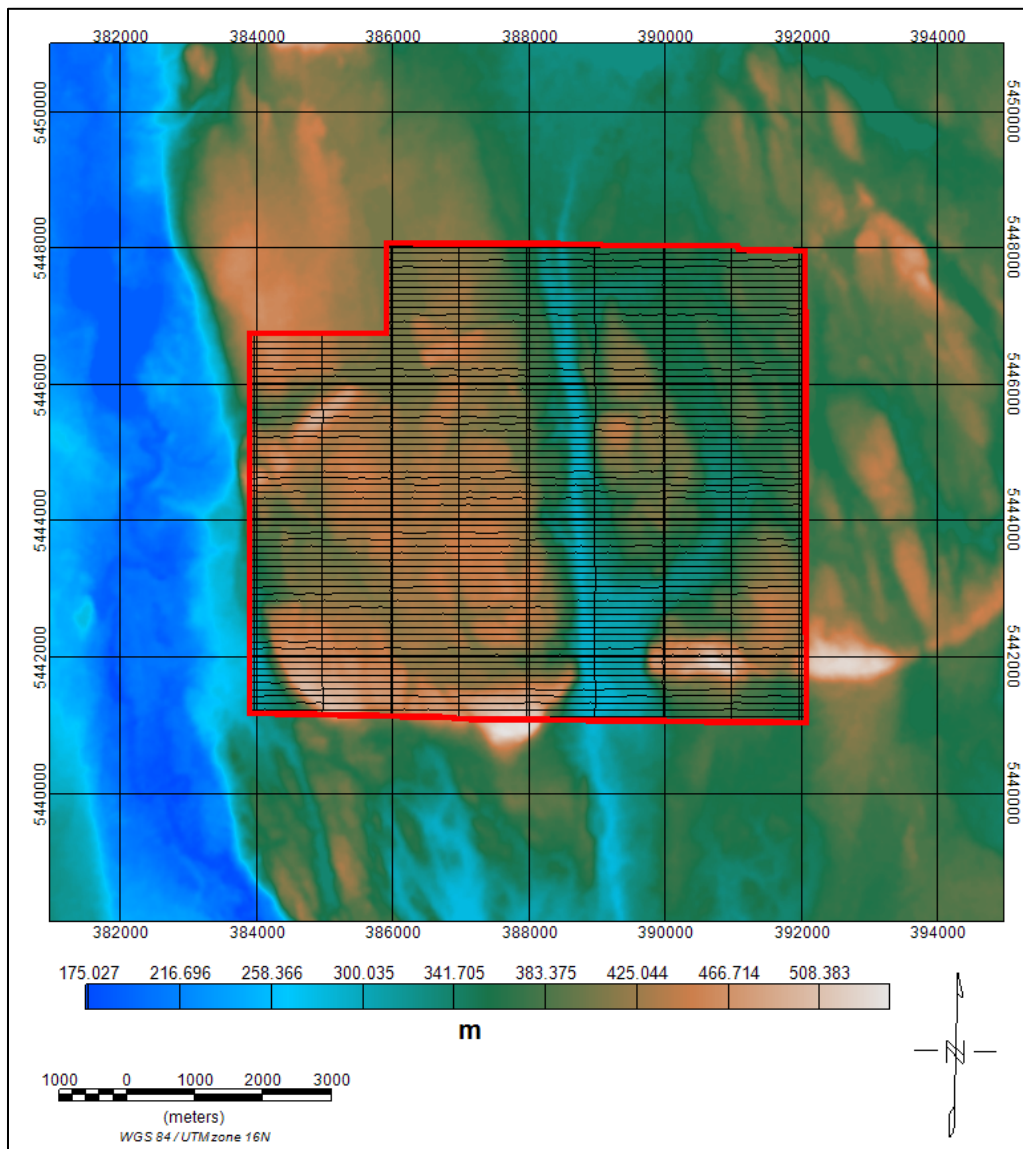 382000 384000 386000 388000 390000 392000 394000
5450000 5450000
5448000 5448000
5446000 5446000
5444000 5444000
5442000 5442000
5440000 5440000
382000 384000 386000 388000 390000 392000 394000
175.027 216.696 258.366 300.035 341.705 383.375 425.044 466.714 508.383
m
N
1000 0 1000 2000 3000
(meters)
WGS 84 / UTM zone 16N